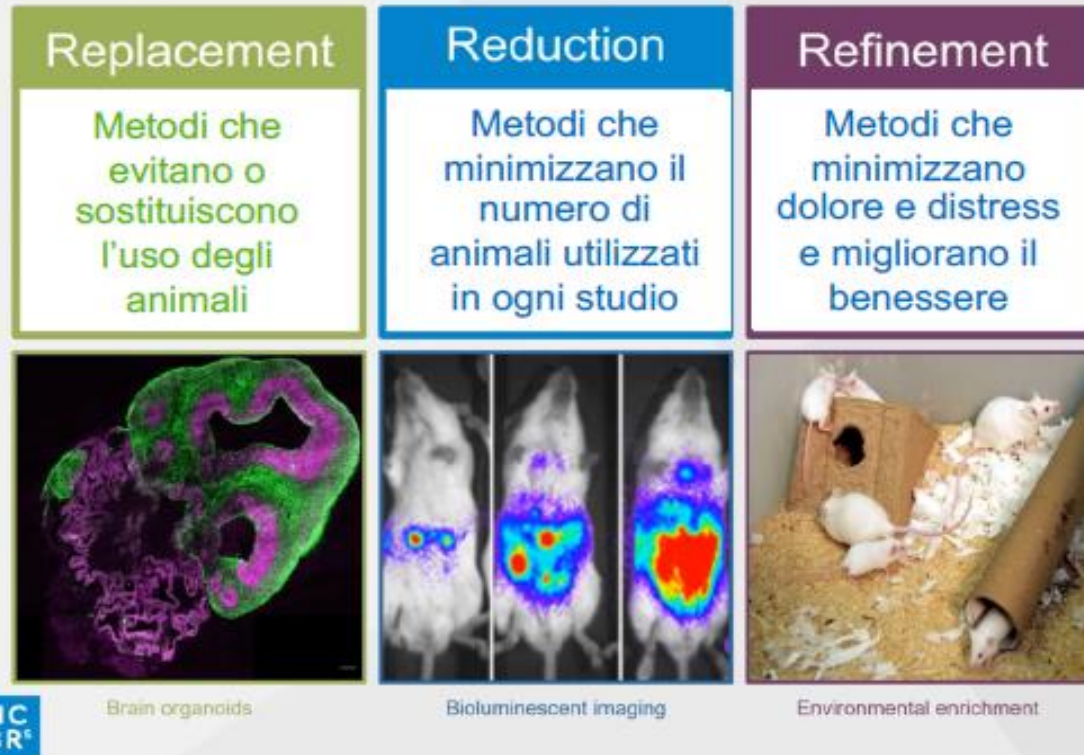 Replacement
Metodi che
evitano o
sostituiscono
l'uso degli
animali
Reduction
Metodi che
minimizzano il
numero di
animali utilizzati
in ogni studio
Refinement
Metodi che
minimizzano
dolore e distress
e migliorano il
benessere
Brain organoids
Bioluminescent imaging
Environmental enrichment